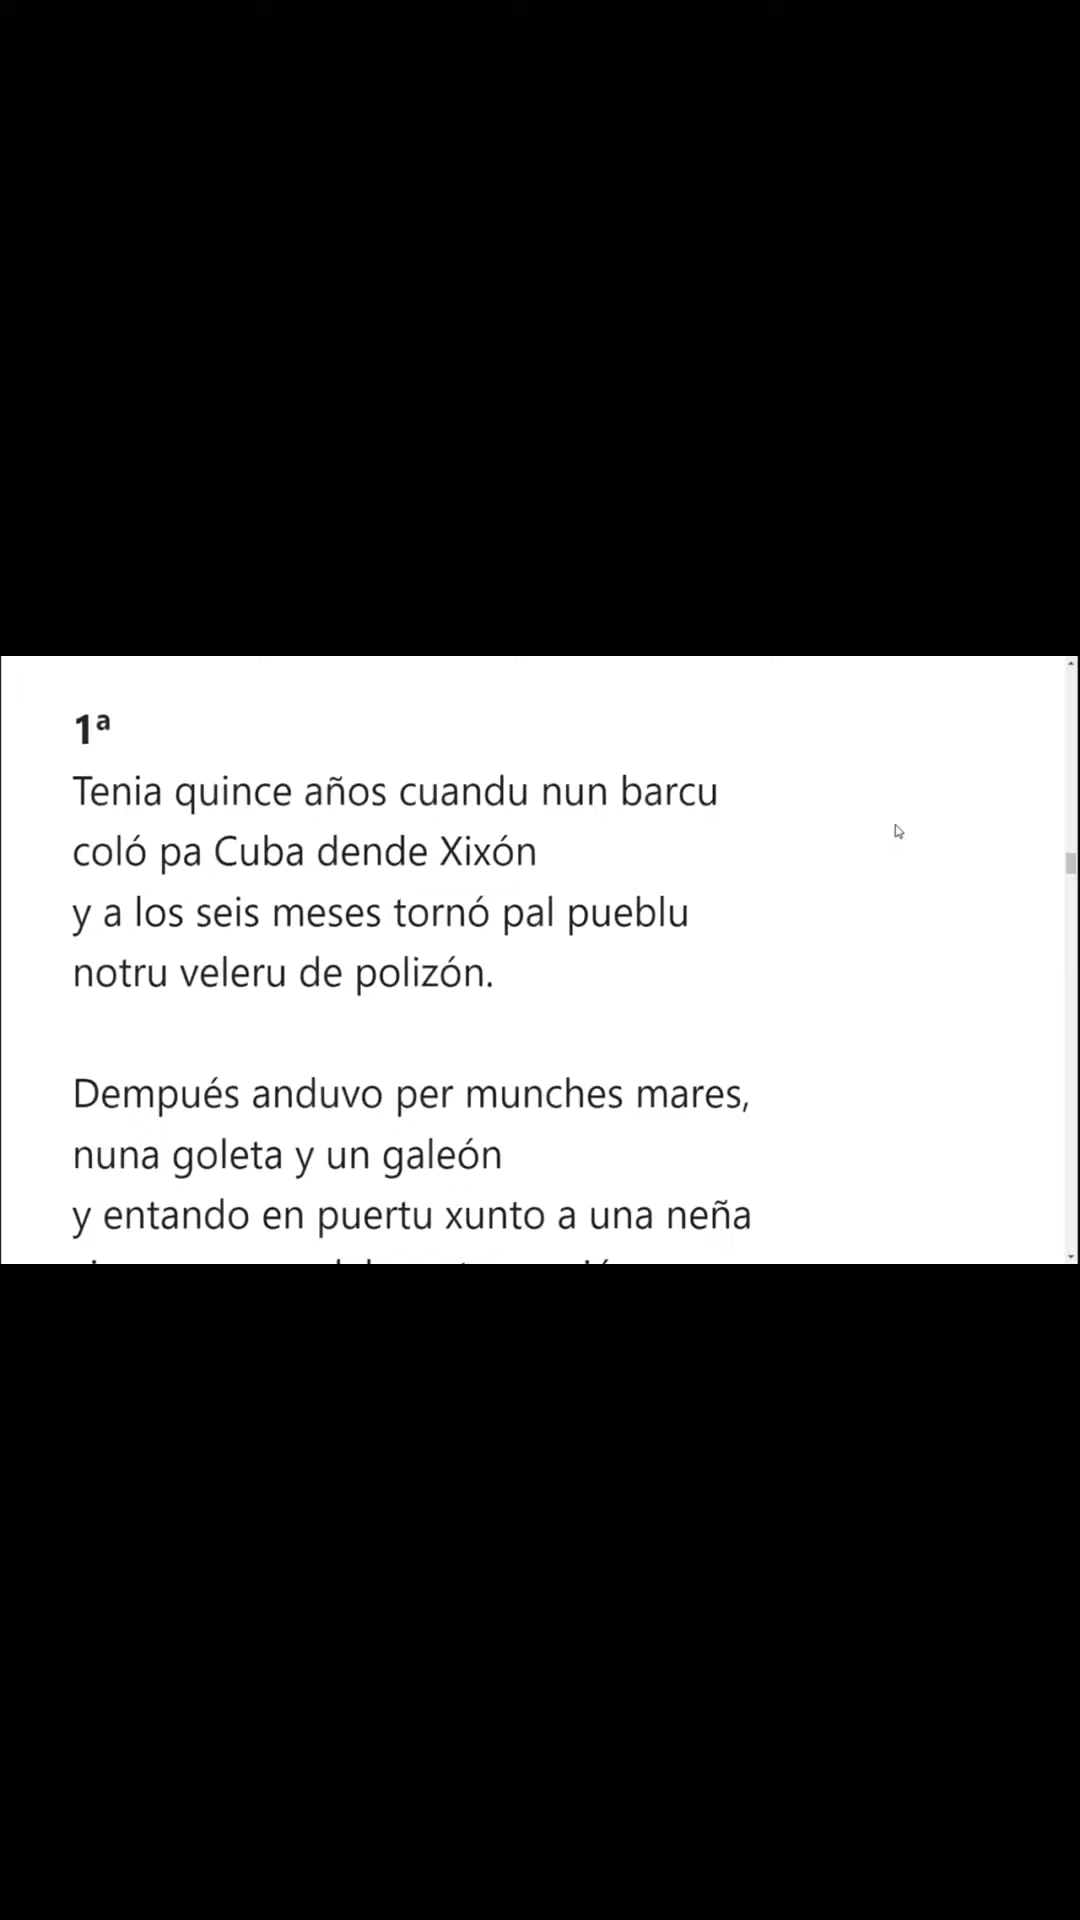 1ª
Tenia quince años cuandu nun barcu
coló pa Cuba dende Xixón
y a los seis meses tornó pal pueblu
notru veleru de polizón.
Dempués anduvo per munches mares,
nuna goleta y un galeón
y entando en puertu xunto a una neña